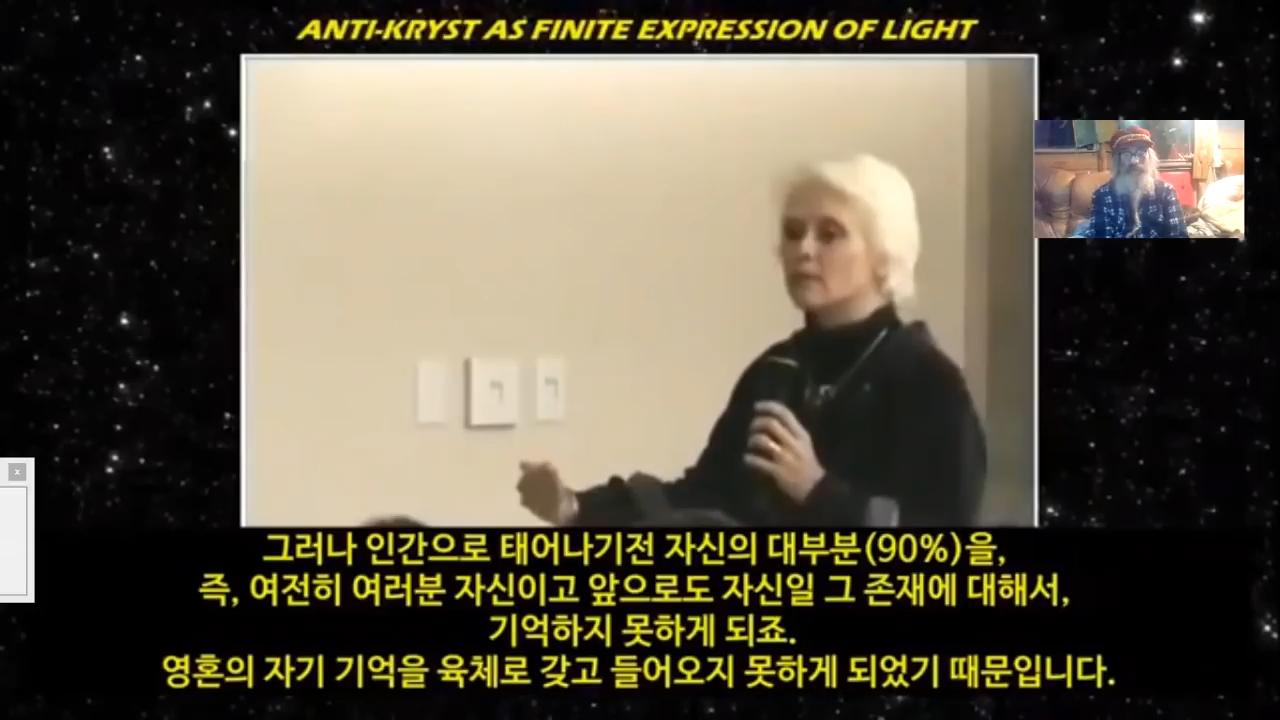 ANTI-KRYST AS FINITE EXPRESSION OF LIGHT
x
그러나 인간으로 태어나기전 자신의 대부분(90%)을,
즉, 여전히 여러분 자신이고 앞으로도 자신일 그 존재에 대해서,
기억하지 못하게 되죠.
영혼의 자기 기억을 육체로 갖고 들어오지 못하게 되었기 때문입니다.